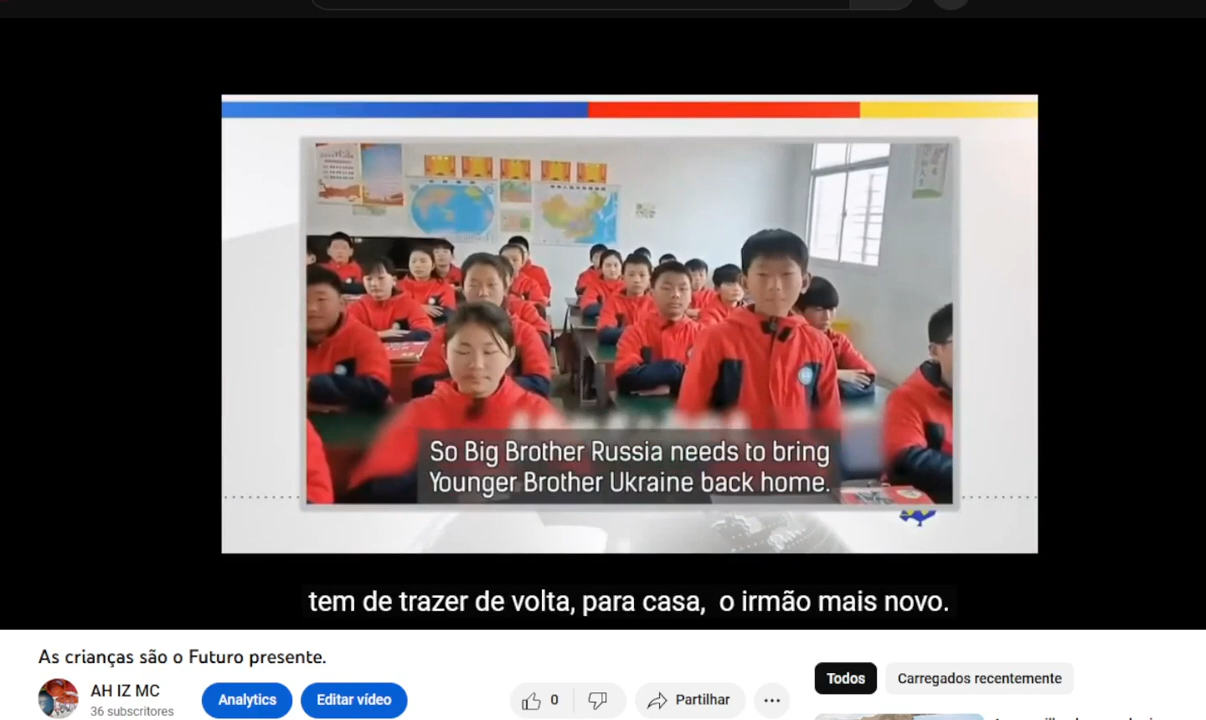 So Big Brother Russia needs to bring
Younger Brother Ukraine back home.
tem de trazer de volta, para casa, o irmão mais novo.
As crianças são o Futuro presente.
AH IZ MC
36 subscritores
Analytics
Editar vídeo
0
Partilhar
Todos
Carregados recentemente